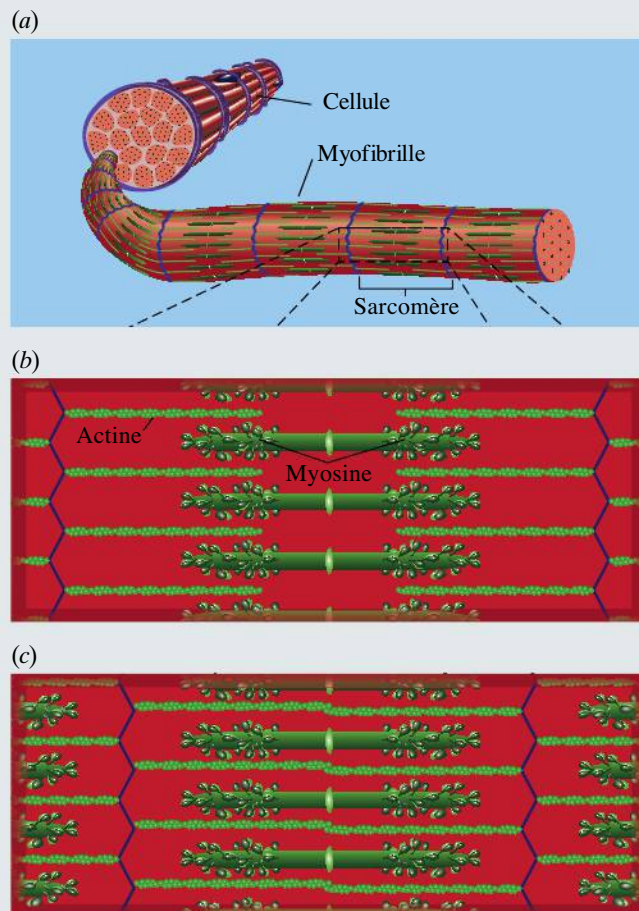 (a)
Cellule
Myofibrille
Sarcomère
(b)
Actine
Myosine
(c)